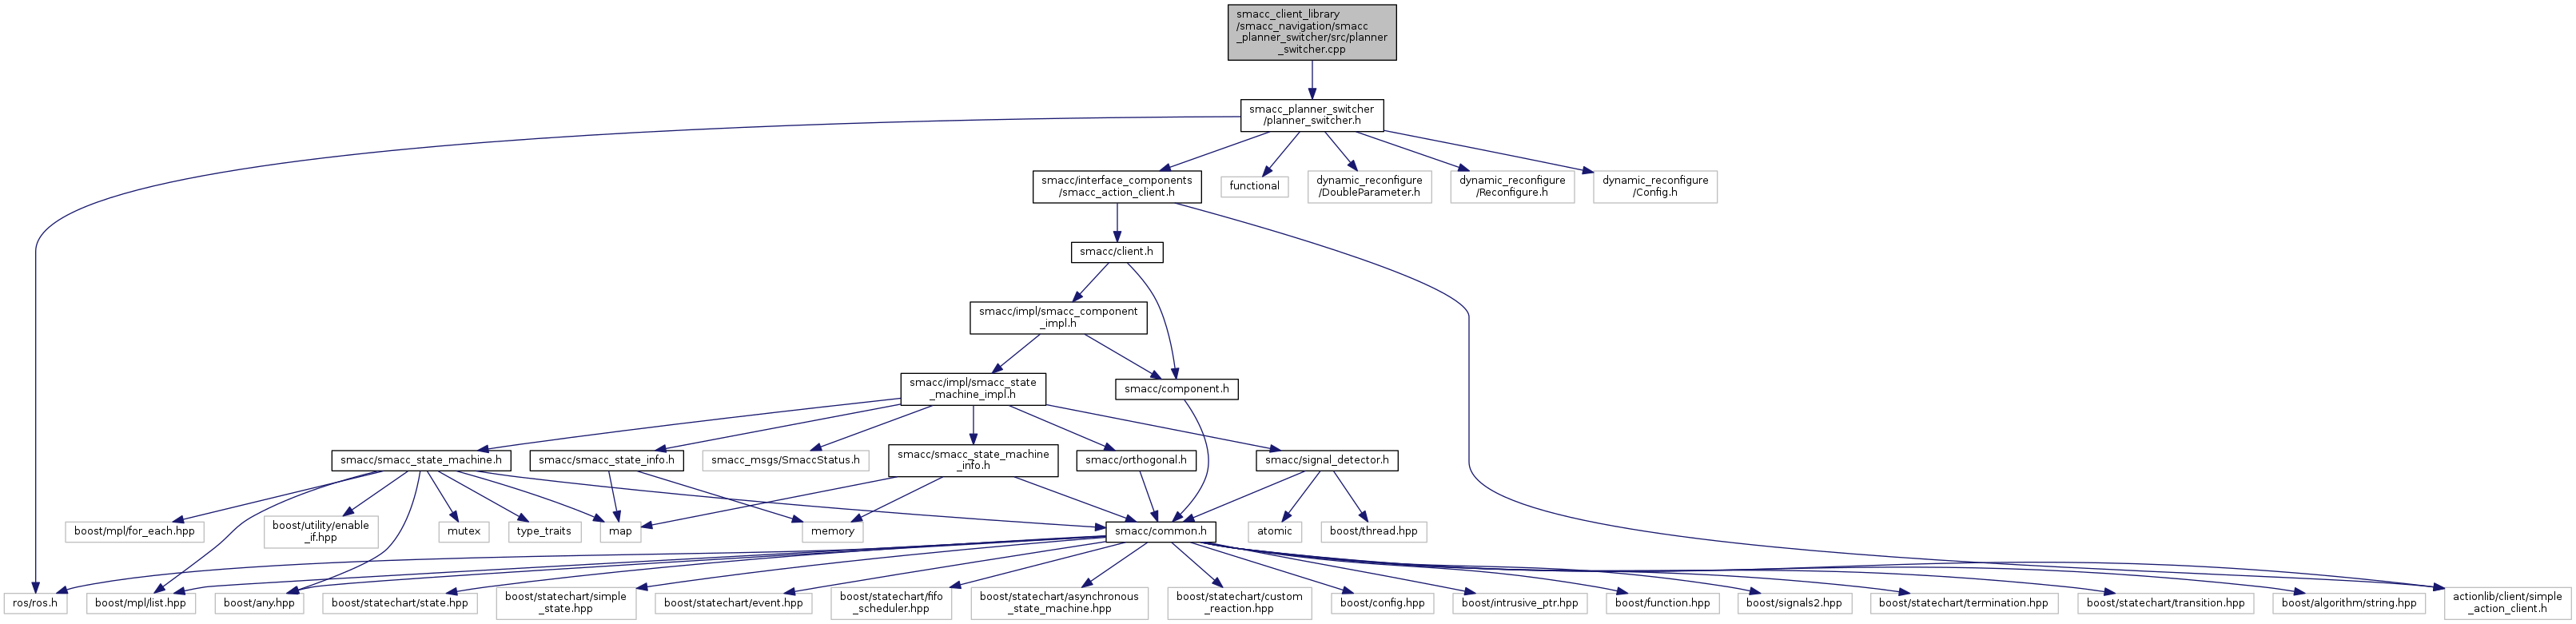 smacc_client_library
/smacc_navigation/smacc
_planner_switcher/src/planner
_switcher.cpp
smacc_planner_switcher
/planner_switcher.h
smacc/interface_components
/smacc_action_client.h
functional
dynamic_reconfigure
/DoubleParameter.h
dynamic_reconfigure
/Reconfigure.h
dynamic_reconfigure
/Config.h
smacc/client.h
smacc/impl/smacc_component
_impl.h
smacc/impl/smacc_state
_machine_impl.h
smacc/component.h
smacc/smacc_state_machine.h
smacc/smacc_state_info.h
smacc_msgs/SmaccStatus.h
smacc/smacc_state_machine
_info.h
smacc/orthogonal.h
smacc/signal_detector.h
boost/mpl/for_each.hpp
boost/utility/enable
_if.hpp
mutex
type_traits
map
memory
smacc/common.h
atomic
boost/thread.hpp
ros/ros.h
boost/mpl/list.hpp
boost/any.hpp
boost/statechart/state.hpp
boost/statechart/simple
_state.hpp
boost/statechart/event.hpp
boost/statechart/fifo
_scheduler.hpp
boost/statechart/asynchronous
_state_machine.hpp
boost/statechart/custom
_reaction.hpp
boost/config.hpp
boost/intrusive_ptr.hpp
boost/function.hpp
boost/signals2.hpp
boost/statechart/termination.hpp
boost/statechart/transition.hpp
boost/algorithm/string.hpp
actionlib/client/simple
_action_client.h